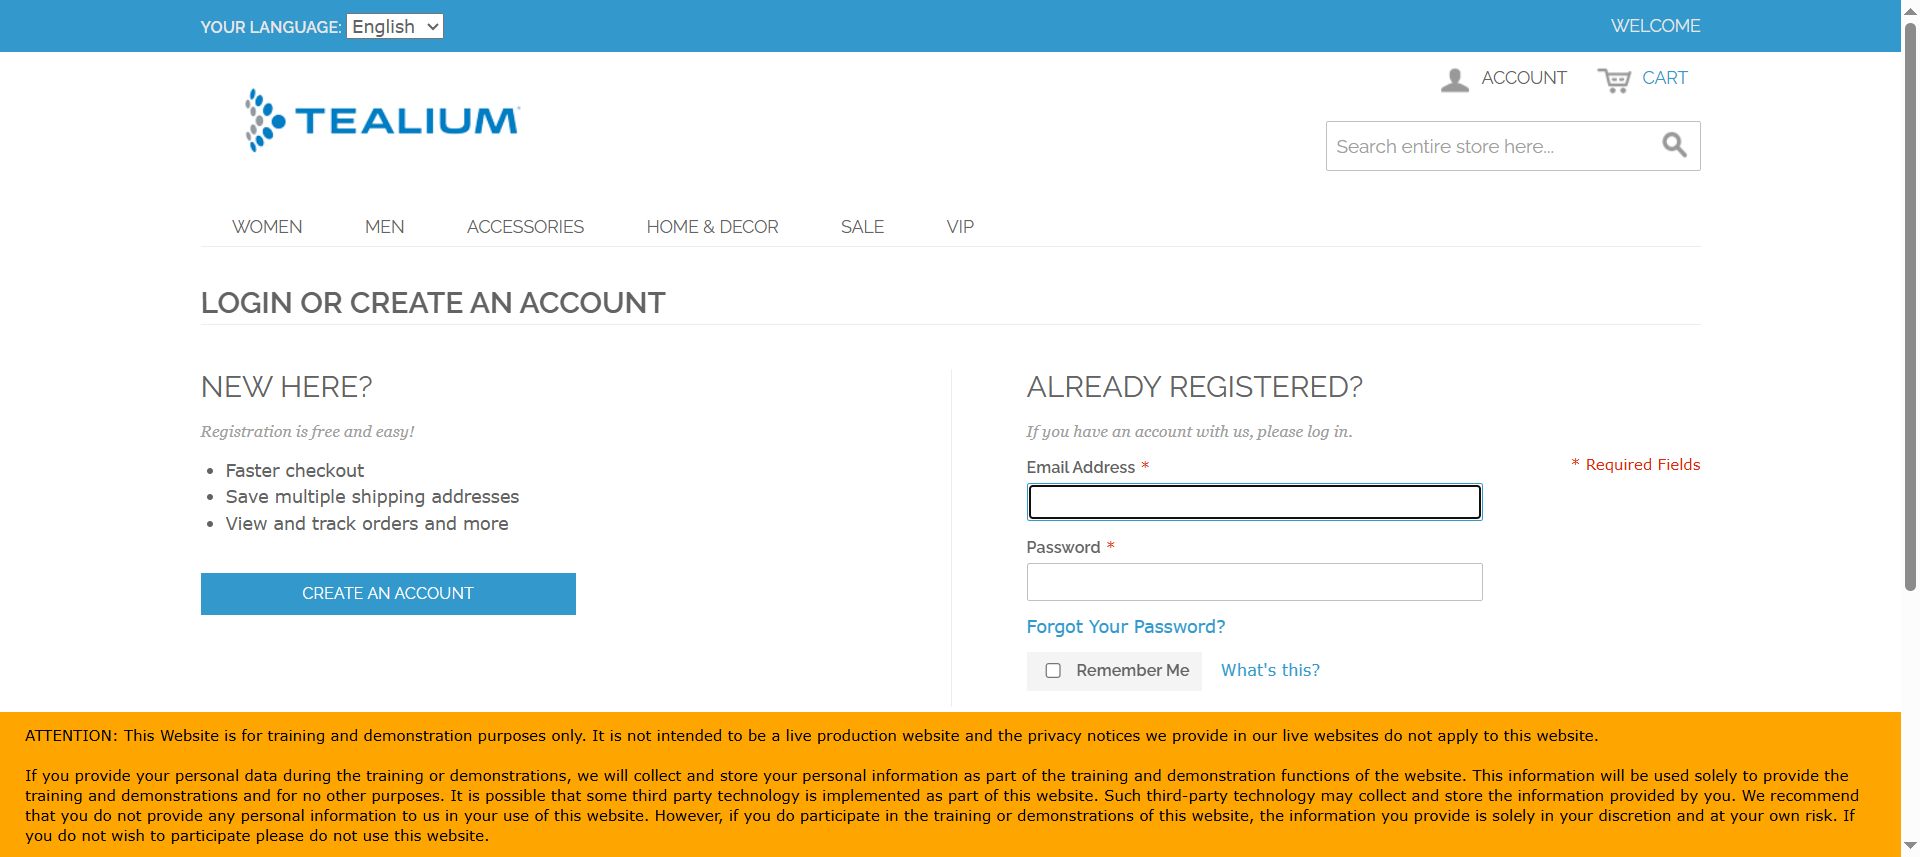 YOUR LANGUAGE: English
WELCOME
ACCOUNT
CART
TEALIUM
Search entire store here...
WOMEN MEN ACCESSORIES HOME & DECOR SALE VIP
LOGIN OR CREATE AN ACCOUNT
NEW HERE?
Registration is free and easy!
• Faster checkout
• Save multiple shipping addresses
• View and track orders and more
CREATE AN ACCOUNT
ALREADY REGISTERED?
If you have an account with us, please log in.
* Required Fields
Email Address *
Password *
Forgot Your Password?
Remember Me What's this?
ATTENTION: This Website is for training and demonstration purposes only. It is not intended to be a live production website and the privacy notices we provide in our live websites do not apply to this website.
If you provide your personal data during the training or demonstrations, we will collect and store your personal information as part of the training and demonstration functions of the website. This information will be used solely to provide the
training and demonstrations and for no other purposes. It is possible that some third party technology is implemented as part of this website. Such third-party technology may collect and store the information provided by you. We recommend
that you do not provide any personal information to us in your use of this website. However, if you do participate in the training or demonstrations of this website, the information you provide is solely in your discretion and at your own risk. If
you do not wish to participate please do not use this website.